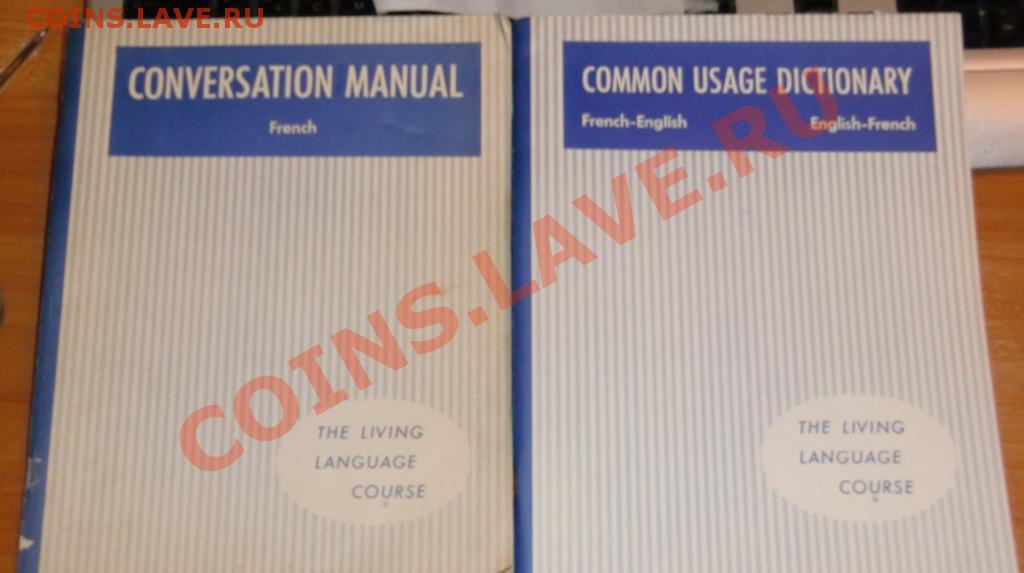 COINS.LAVE.RU
CONVERSATION MANUAL
French
THE LIVING
LANGUAGE
COURSE
®
COMMON USAGE DICTIONARY
French-English English-French
THE LIVING
LANGUAGE
COURSE
®
COINS.LAVE.RU